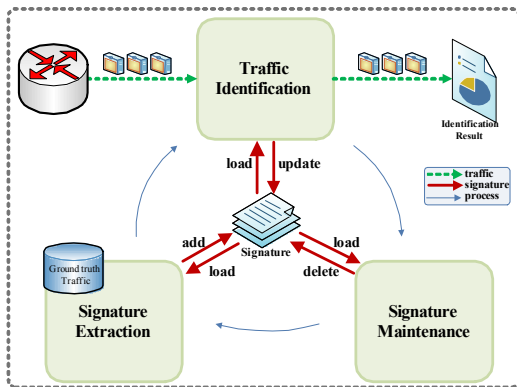 Traffic
Identification
Identification
Result
load
update
traffic
signature
process
Signature
add
load
load
delete
Ground truth
Traffic
Signature
Extraction
Signature
Maintenance